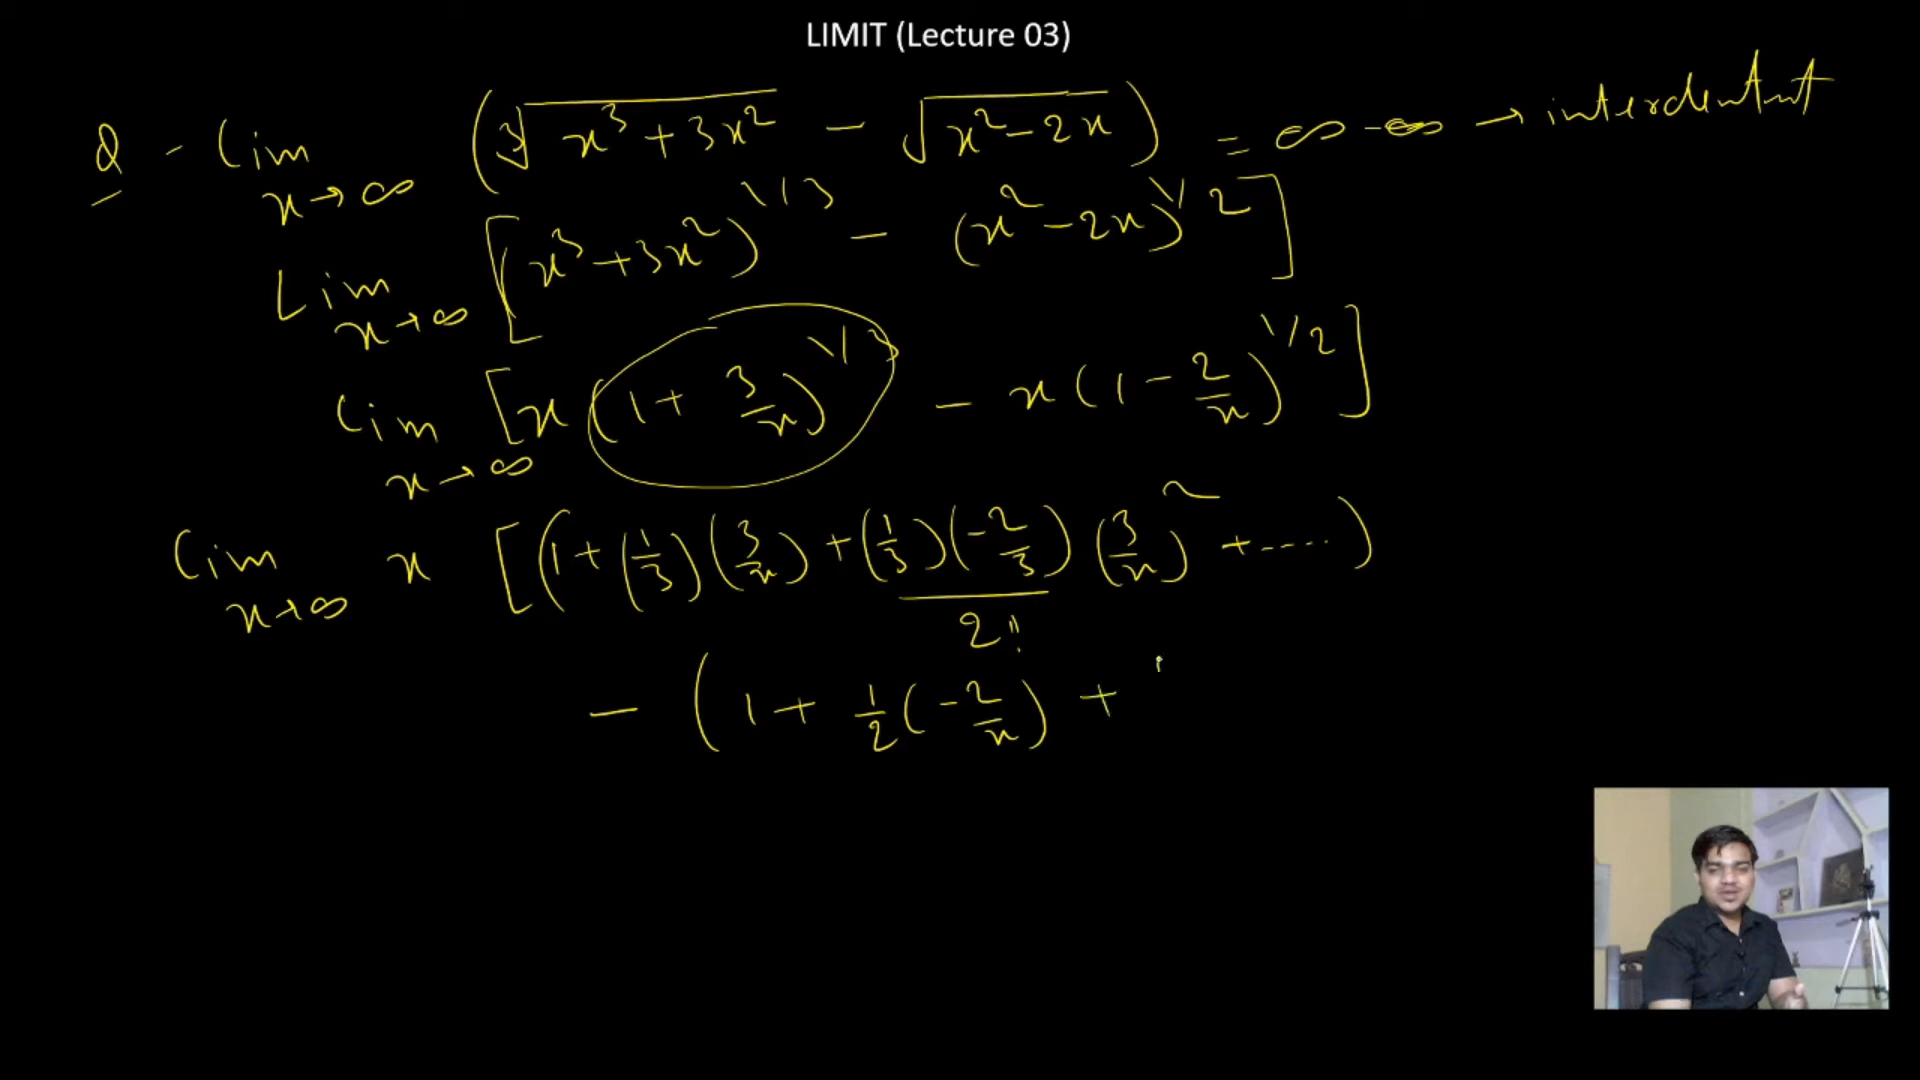 LIMIT (Lecture 03)
Q - Lim x→∞ (∛(x³+3x²) − √(x²−2x)) = ∞ - ∞ →
Lim x→∞ [(x³+3x²)^1/3 − (x²−2x)^1/2]
Lim x→∞ [x(1+3/x)^1/3 − x(1−2/x)^1/2]
Lim x→∞ x [(1+(1/3)(3/x)+(1/3)(-2/3)/2! (3/x)²+....)
− (1+1/2(-2/x)+